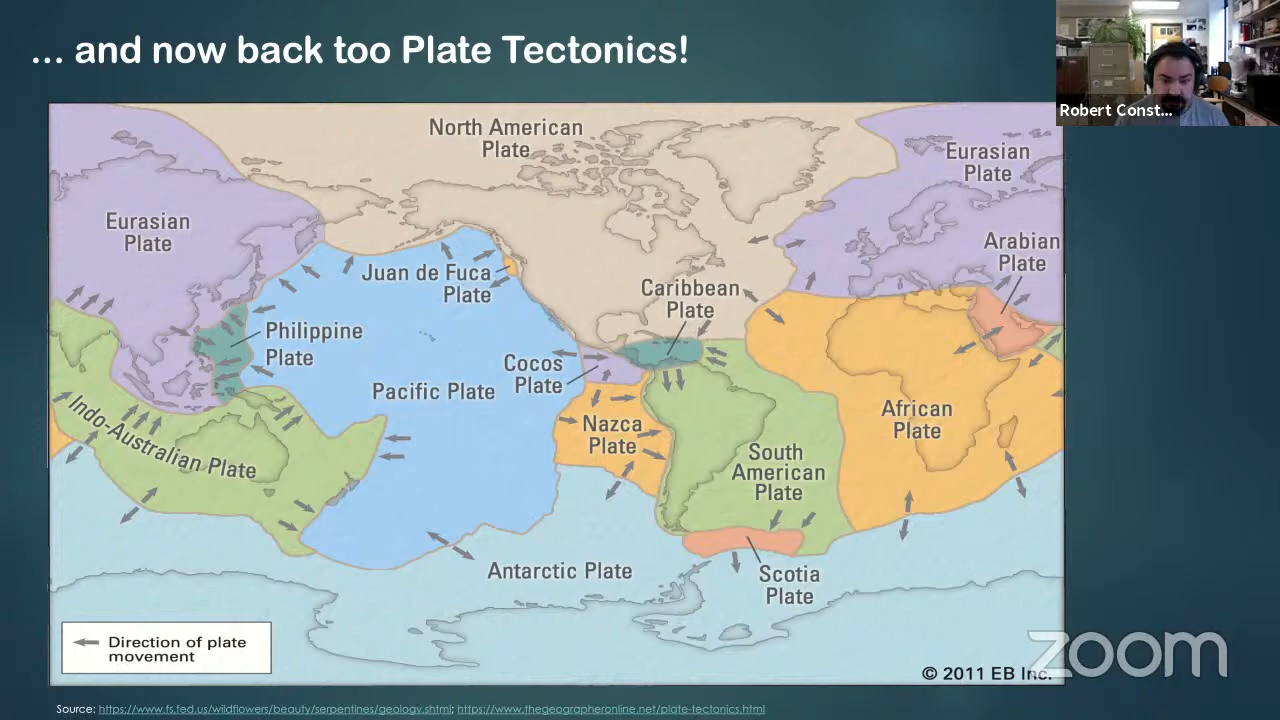 ... and now back too Plate Tectonics!
Robert Const...
North American
Plate
Eurasian
Plate
Eurasian
Plate
Arabian
Plate
Juan de Fuca
Plate
Caribbean
Plate
Philippine
Plate
Cocos
Plate
Pacific Plate
Indo-Australian Plate
Nazca
Plate
African
Plate
South
American
Plate
Antarctic Plate
Scotia
Plate
Direction of plate
movement
© 2011 EB Inc.
zoom
Source: https://www.fs.fed.us/wildflowers/beauty/serpentines/geology.shtml; https://www.thegeographeronline.net/plate-tectonics.html